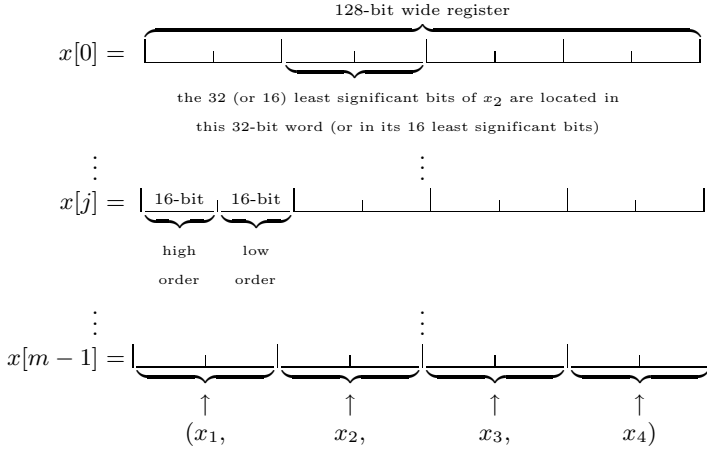 128-bit wide register
x[0] =
the 32 (or 16) least significant bits of x₂ are located in
this 32-bit word (or in its 16 least significant bits)
⋮ ⋮
x[j] = 16-bit 16-bit
high low
order order
⋮ ⋮
x[m − 1] =
↑ ↑ ↑ ↑
(x₁, x₂, x₃, x₄)